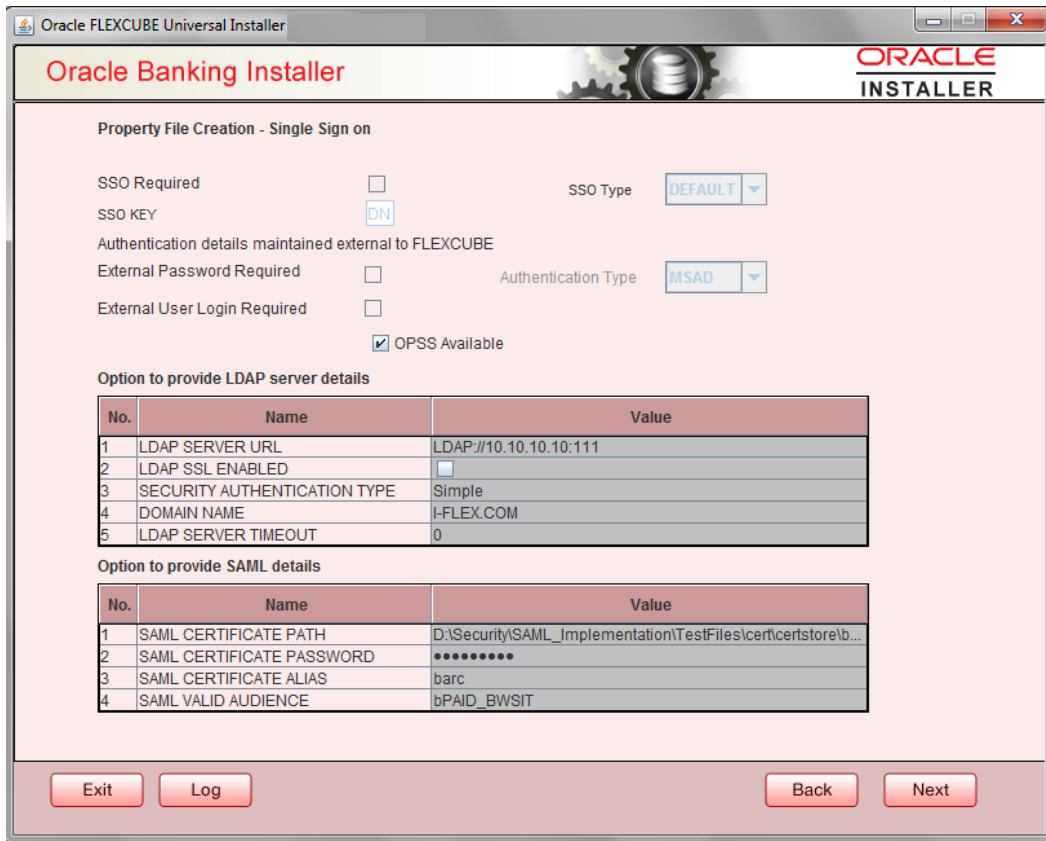 Oracle FLEXCUBE Universal Installer
Oracle Banking Installer
ORACLE
INSTALLER
Property File Creation - Single Sign on
SSO Required
SSO Type DEFAULT
SSO KEY DN
Authentication details maintained external to FLEXCUBE
External Password Required
Authentication Type MSAD
External User Login Required
OPSS Available
Option to provide LDAP server details
No. Name Value
1 LDAP SERVER URL LDAP://10.10.10.10:111
2 LDAP SSL ENABLED
3 SECURITY AUTHENTICATION TYPE Simple
4 DOMAIN NAME I-FLEX.COM
5 LDAP SERVER TIMEOUT 0
Option to provide SAML details
No. Name Value
1 SAML CERTIFICATE PATH D:\Security\SAML_Implementation\TestFiles\cert\certstore\b...
2 SAML CERTIFICATE PASSWORD •••••••••
3 SAML CERTIFICATE ALIAS barc
4 SAML VALID AUDIENCE bPAID_BWSIT
Exit Log Back Next